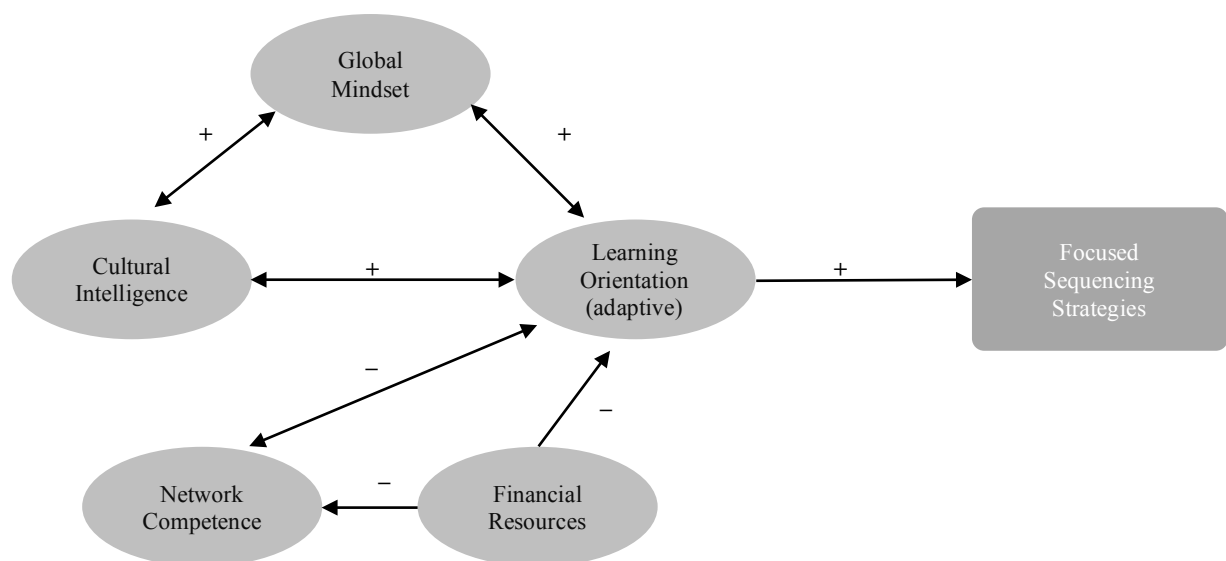 Global
Mindset
+
+
Cultural
Intelligence
+
Learning
Orientation
(adaptive)
+
Focused
Sequencing
Strategies
–
–
Network
Competence
–
Financial
Resources